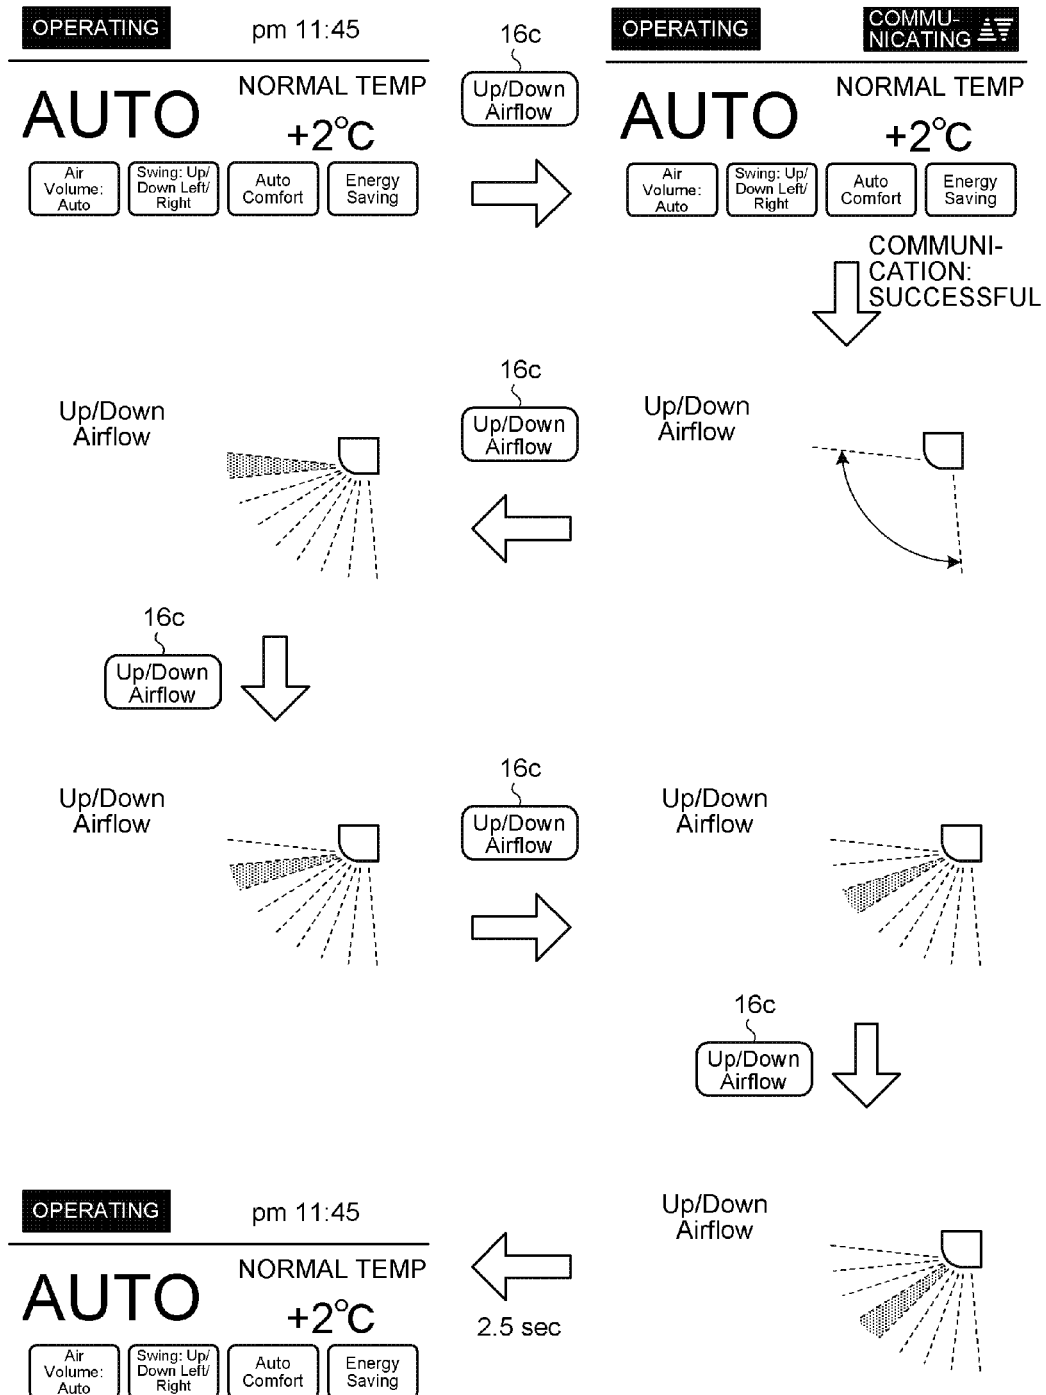 OPERATING
pm 11:45
NORMAL TEMP
AUTO
+2°C
Air
Volume:
Auto
Swing: Up/
Down Left/
Right
Auto
Comfort
Energy
Saving
16c
Up/Down
Airflow
OPERATING
COMMU-
NICATING
NORMAL TEMP
AUTO
+2°C
Air
Volume:
Auto
Swing: Up/
Down Left/
Right
Auto
Comfort
Energy
Saving
COMMUNI-
CATION:
SUCCESSFUL
Up/Down
Airflow
16c
Up/Down
Airflow
Up/Down
Airflow
16c
Up/Down
Airflow
Up/Down
Airflow
16c
Up/Down
Airflow
Up/Down
Airflow
16c
Up/Down
Airflow
Up/Down
Airflow
2.5 sec
OPERATING
pm 11:45
NORMAL TEMP
AUTO
+2°C
Air
Volume:
Auto
Swing: Up/
Down Left/
Right
Auto
Comfort
Energy
Saving